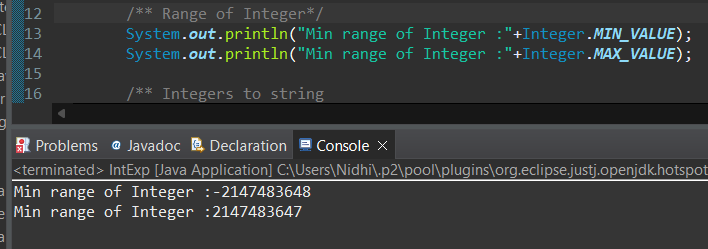 12 /** Range of Integer*/
13 System.out.println("Min range of Integer :"+Integer.MIN_VALUE);
14 System.out.println("Min range of Integer :"+Integer.MAX_VALUE);
15
16 /** Integers to string
Problems @ Javadoc Declaration Console
<terminated> IntExp [Java Application] C:\Users\Nidhi\.p2\pool\plugins\org.eclipse.justj.openjdk.hotspot
Min range of Integer :-2147483648
Min range of Integer :2147483647